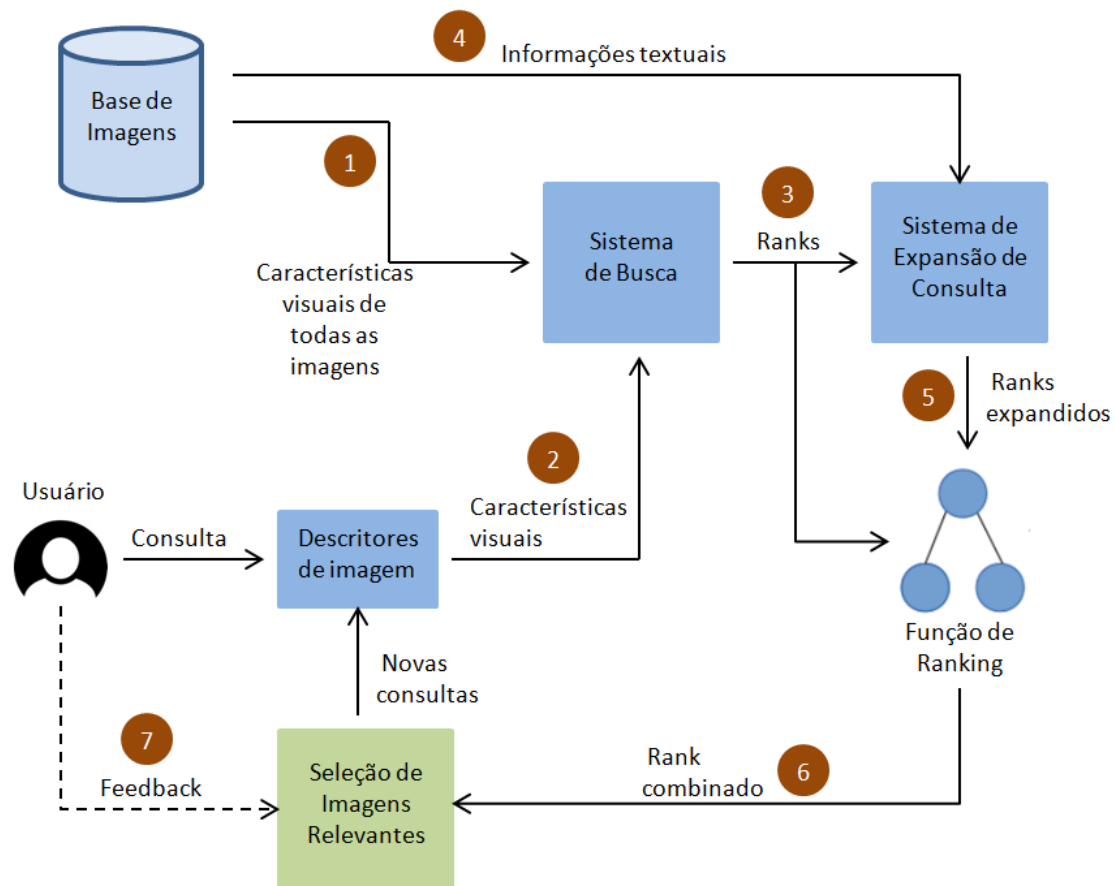 4
Informações textuais
Base de
Imagens
1
3
Sistema
de Busca
Ranks
Sistema de
Expansão de
Consulta
Características
visuais de
todas as
imagens
5
Ranks
expandidos
2
Usuário
Características
visuais
Consulta
Descritores
de imagem
Função de
Ranking
Novas
consultas
7
Feedback
Seleção de
Imagens
Relevantes
Rank
combinado
6